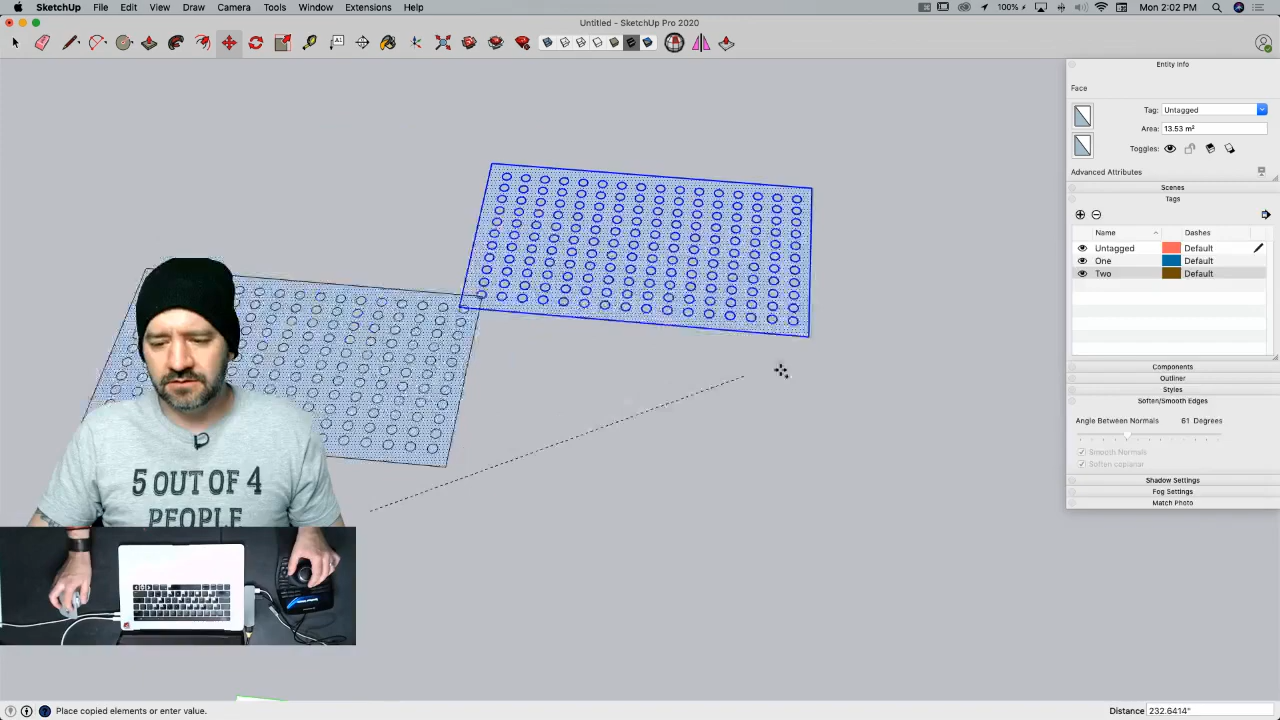 SketchUp File Edit View Draw Camera Tools Window Extensions Help 100% Mon 2:02 PM
Untitled - SketchUp Pro 2020
Entity Info
Face
Tag: Untagged
Area: 13.53 m²
Toggles:
Advanced Attributes
Scenes
Tags
Name Dashes
Untagged Default
One Default
Two Default
Components
Outliner
Styles
Soften/Smooth Edges
Angle Between Normals 61 Degrees
Smooth Normals
Soften coplanar
Shadow Settings
Fog Settings
Match Photo
5 OUT OF 4
PEOPLE
Place copied elements or enter value. Distance 232.6414"